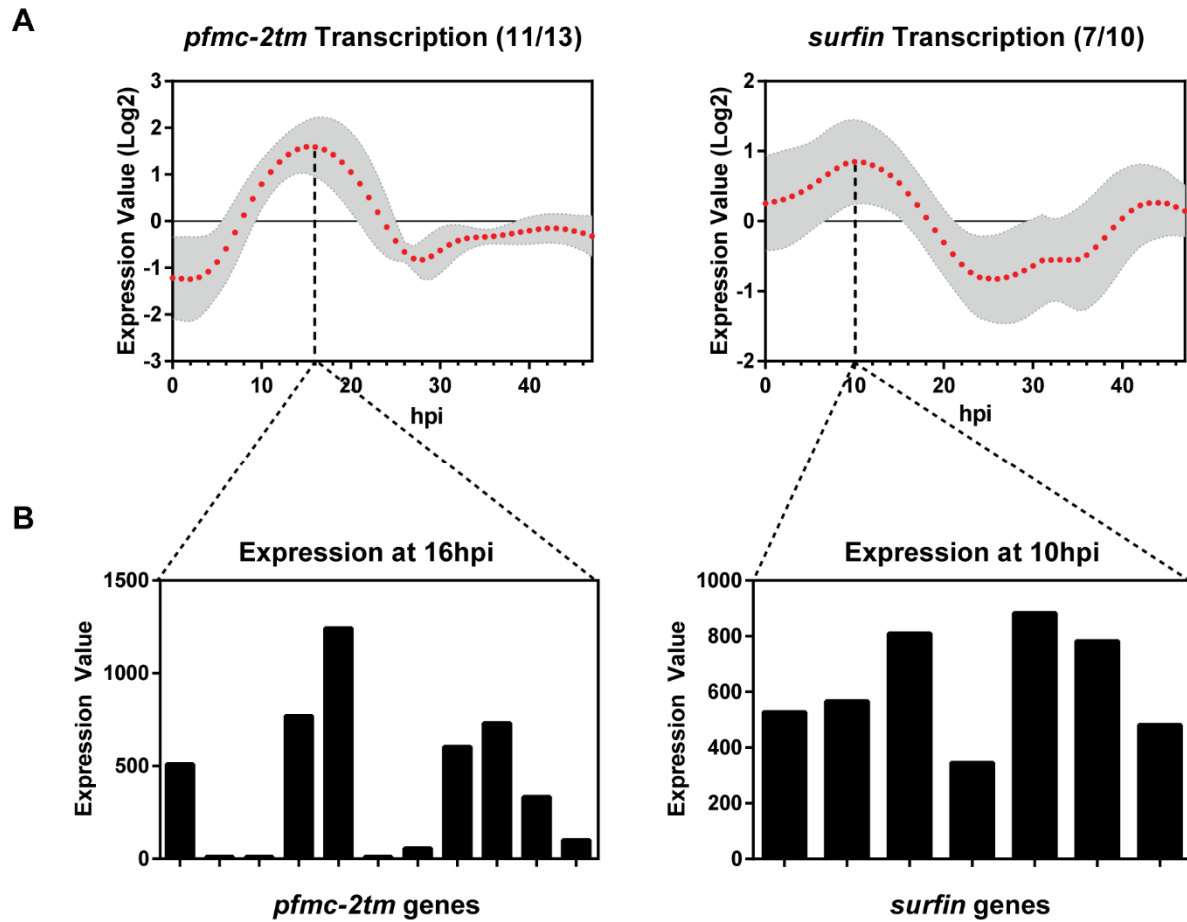 A
pfmc-2tm Transcription (11/13)
surfin Transcription (7/10)
Expression Value (Log2)
3
2
1
0
-1
-2
-3
0 10 20 30 40
hpi
Expression Value (Log2)
2
1
0
-1
-2
0 10 20 30 40
hpi
B
Expression at 16hpi
Expression at 10hpi
Expression Value
1500
1000
500
0
pfmc-2tm genes
Expression Value
1000
800
600
400
200
0
surfin genes